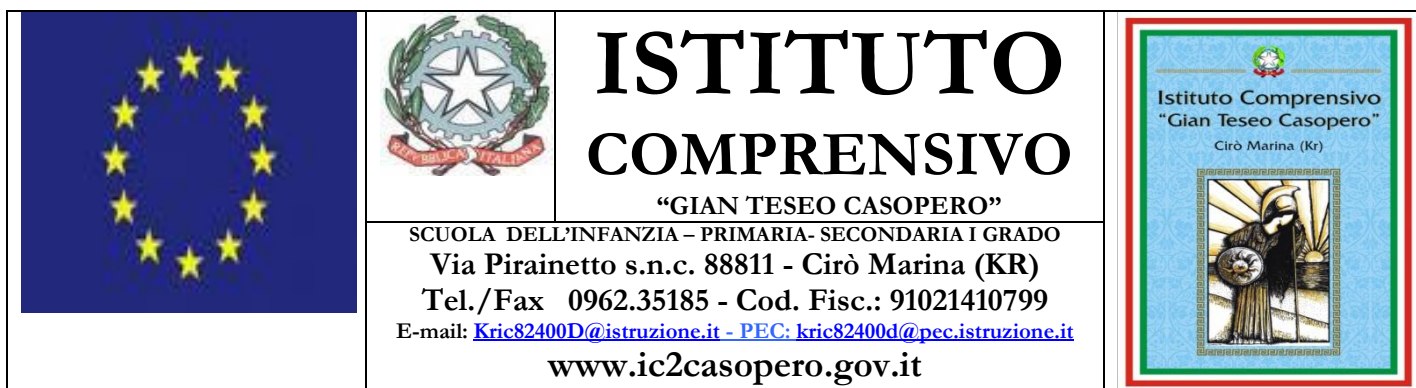 REPVBBLICA ITALIANA
ISTITUTO
COMPRENSIVO
“GIAN TESEO CASOPERO”
SCUOLA DELL’INFANZIA – PRIMARIA- SECONDARIA I GRADO
Via Pirainetto s.n.c. 88811 - Cirò Marina (KR)
Tel./Fax 0962.35185 - Cod. Fisc.: 91021410799
E-mail: Kric82400D@istruzione.it - PEC: kric82400d@pec.istruzione.it
www.ic2casopero.gov.it
Istituto Comprensivo
“Gian Teseo Casopero”
Cirò Marina (Kr)